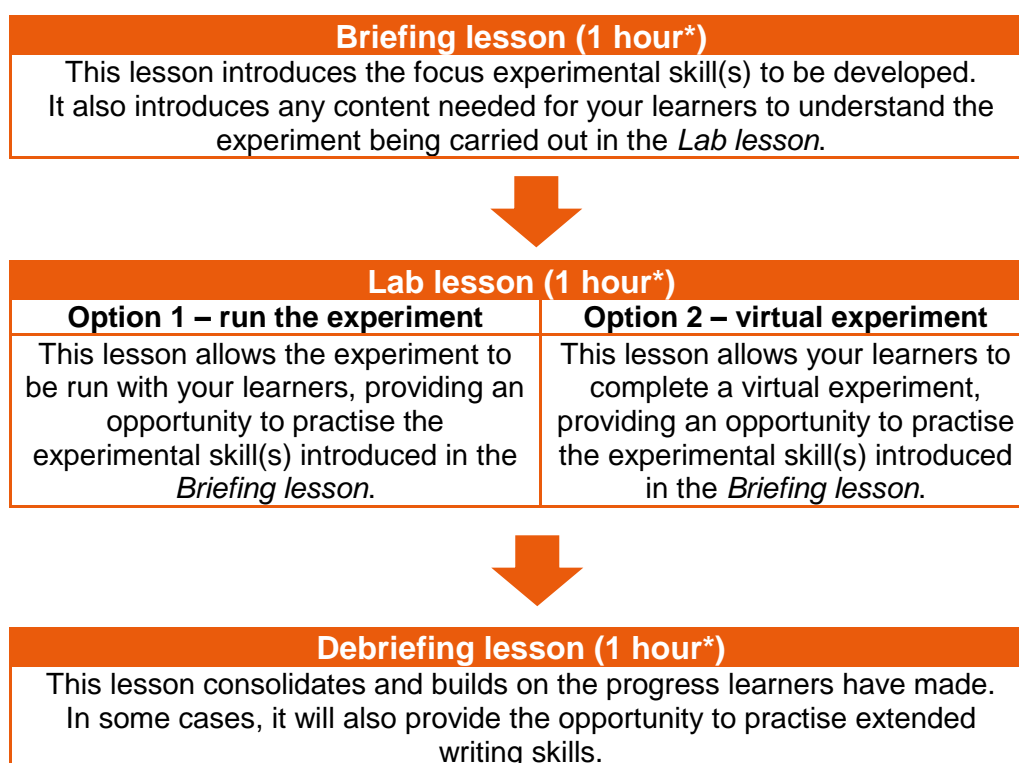 Briefing lesson (1 hour*)
This lesson introduces the focus experimental skill(s) to be developed.
It also introduces any content needed for your learners to understand the
experiment being carried out in the Lab lesson.
Lab lesson (1 hour*)
Option 1 – run the experiment
This lesson allows the experiment to
be run with your learners, providing an
opportunity to practise the
experimental skill(s) introduced in the
Briefing lesson.
Option 2 – virtual experiment
This lesson allows your learners to
complete a virtual experiment,
providing an opportunity to practise
the experimental skill(s) introduced
in the Briefing lesson.
Debriefing lesson (1 hour*)
This lesson consolidates and builds on the progress learners have made.
In some cases, it will also provide the opportunity to practise extended
writing skills.